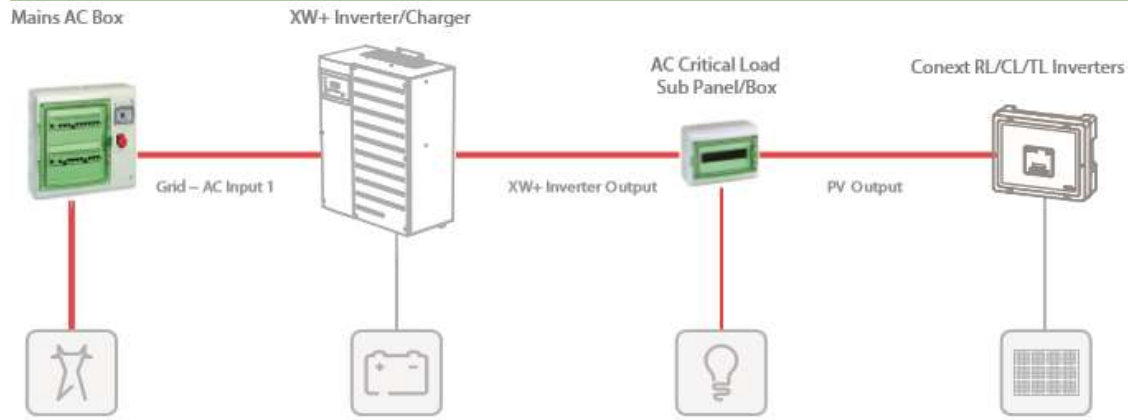 Mains AC Box
XW+ Inverter/Charger
AC Critical Load
Sub Panel/Box
Conext RL/CL/TL Inverters
Grid – AC Input 1
XW+ Inverter Output
PV Output